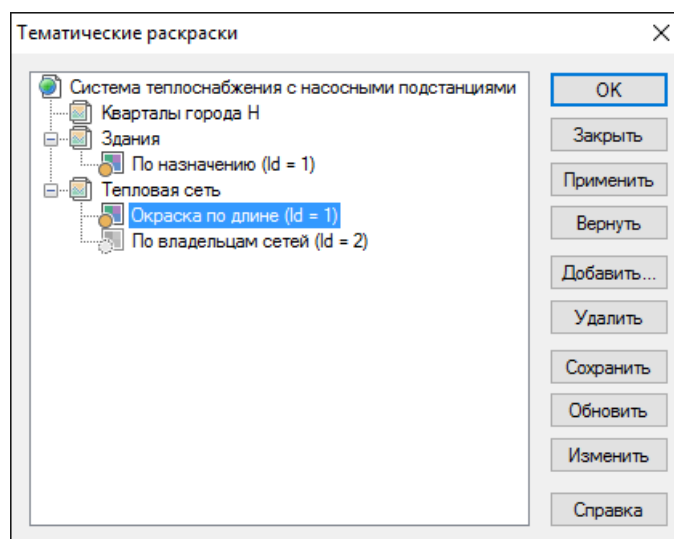 Тематические раскраски
Система теплоснабжения с насосными подстанциями
Кварталы города Н
Здания
По назначению (Id = 1)
Тепловая сеть
Окраска по длине (Id = 1)
По владельцам сетей (Id = 2)
OK
Закрыть
Применить
Вернуть
Добавить...
Удалить
Сохранить
Обновить
Изменить
Справка